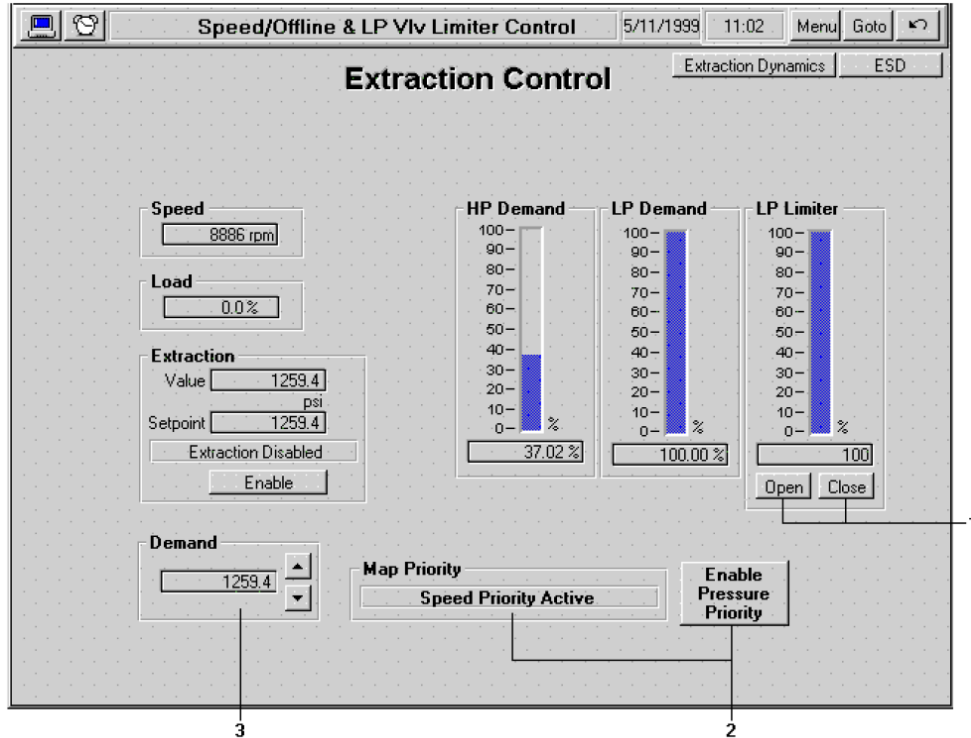 Speed/Offline & LP Vlv Limiter Control 5/11/1999 11:02 Menu Goto
Extraction Control
Extraction Dynamics ESD
Speed
8886 rpm
Load
0.0 %
Extraction
Value 1259.4
psi
Setpoint 1259.4
Extraction Disabled
Enable
HP Demand
100
90
80
70
60
50
40
30
20
10
0 %
37.02 %
LP Demand
100
90
80
70
60
50
40
30
20
10
0 %
100.00 %
LP Limiter
100
90
80
70
60
50
40
30
20
10
0 %
100
Open Close
Demand
1259.4
Map Priority
Speed Priority Active
Enable
Pressure
Priority
3
2